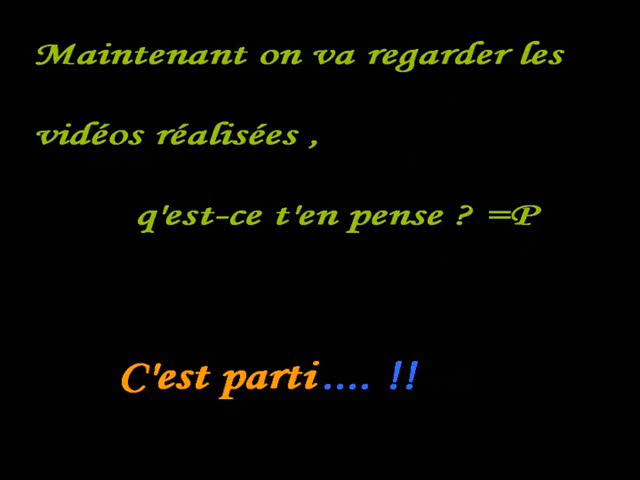 Maintenant on va regarder les
vidéos réalisées ,
q'est-ce t'en pense ? =P
C'est parti.... !!